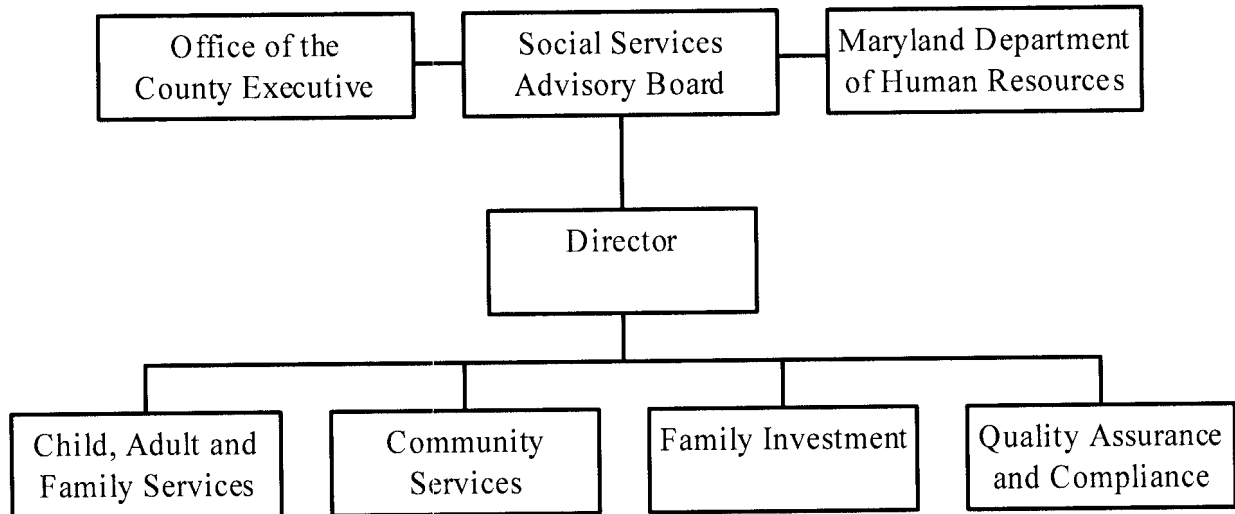 Office of the
County Executive
Social Services
Advisory Board
Maryland Department
of Human Resources
Director
Child, Adult and
Family Services
Community
Services
Family Investment
Quality Assurance
and Compliance